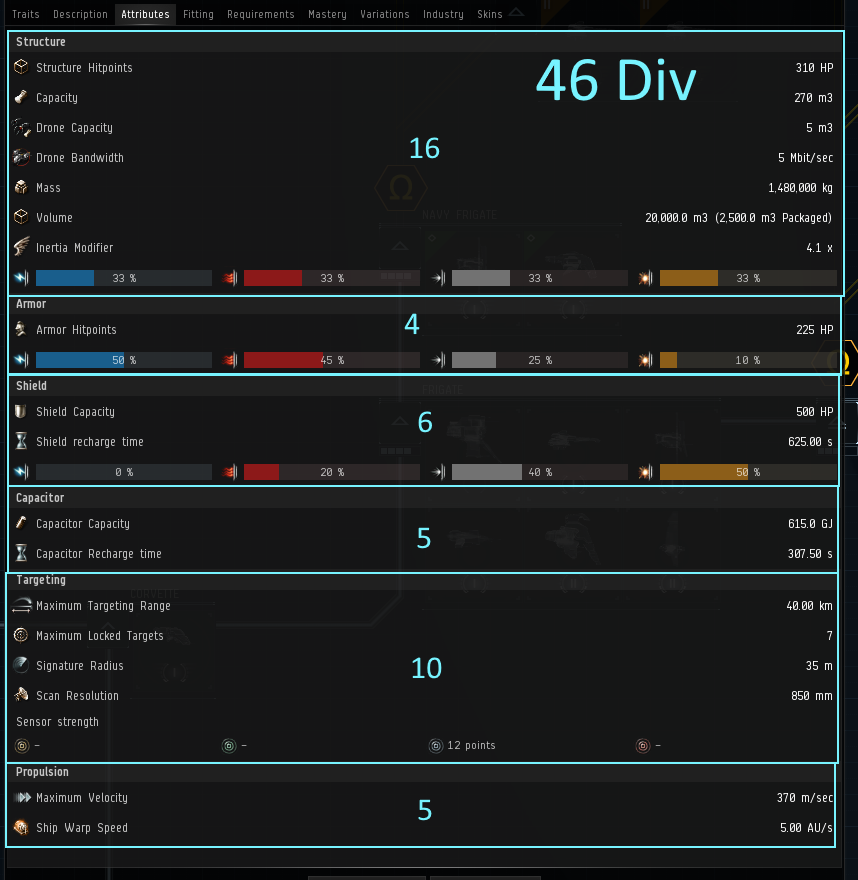 Traits Description Attributes Fitting Requirements Mastery Variations Industry Skins
Structure
46 Div
Structure Hitpoints 310 HP
Capacity 270 m3
Drone Capacity 5 m3
16
Drone Bandwidth 5 Mbit/sec
Mass 1,480,000 kg
Volume 20,000.0 m3 (2,500.0 m3 Packaged)
NAVY FRIGATE
Inertia Modifier 4.1 x
33 % 33 % 33 % 33 %
Armor
4
Armor Hitpoints 225 HP
50 % 45 % 25 % 10 %
Shield
FRIGATE
Shield Capacity 500 HP
6
Shield recharge time 625.00 s
0 % 20 % 40 % 50 %
Capacitor
Capacitor Capacity 615.0 GJ
5
Capacitor Recharge time 307.50 s
Targeting
CORVETTE
Maximum Targeting Range 40.00 km
Maximum Locked Targets 7
Signature Radius 35 m
10
Scan Resolution 850 mm
Sensor strength
– – 12 points –
Propulsion
Maximum Velocity 370 m/sec
5
Ship Warp Speed 5.00 AU/s